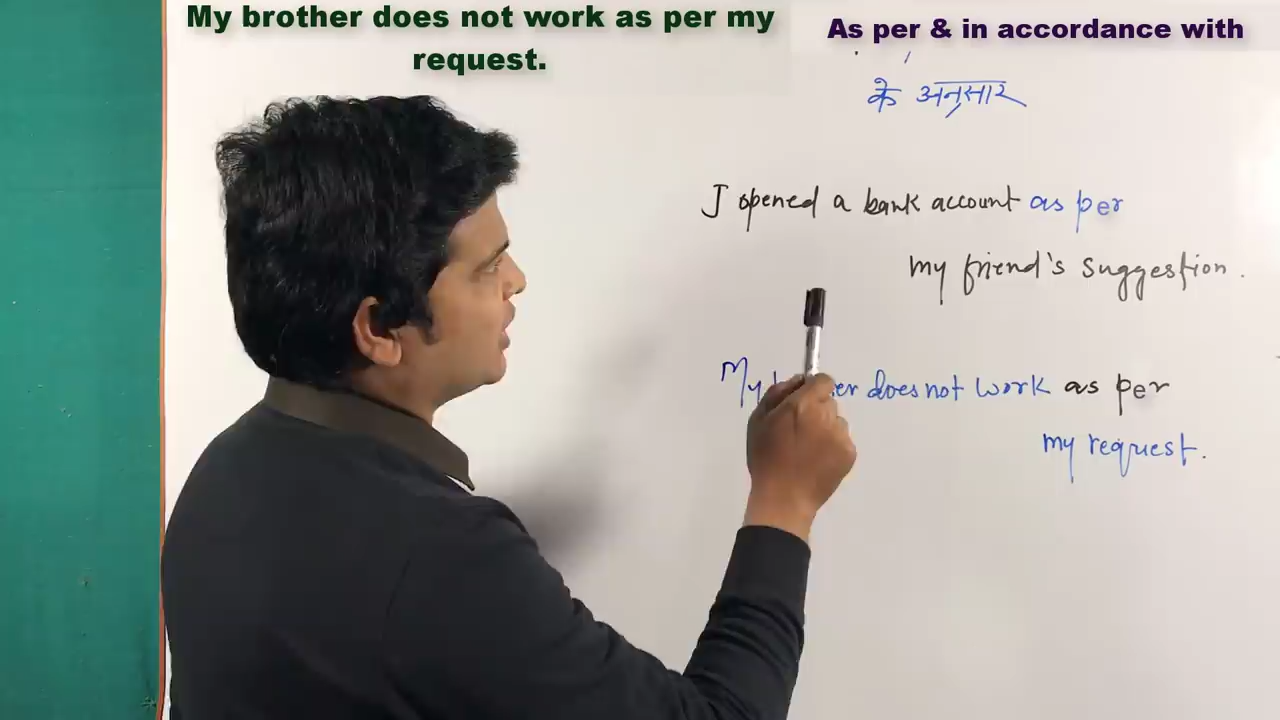 My brother does not work as per my
request.
As per & in accordance with
के अनुसार
I opened a bank account as per
my friend's suggestion.
My does not work as per
my request.